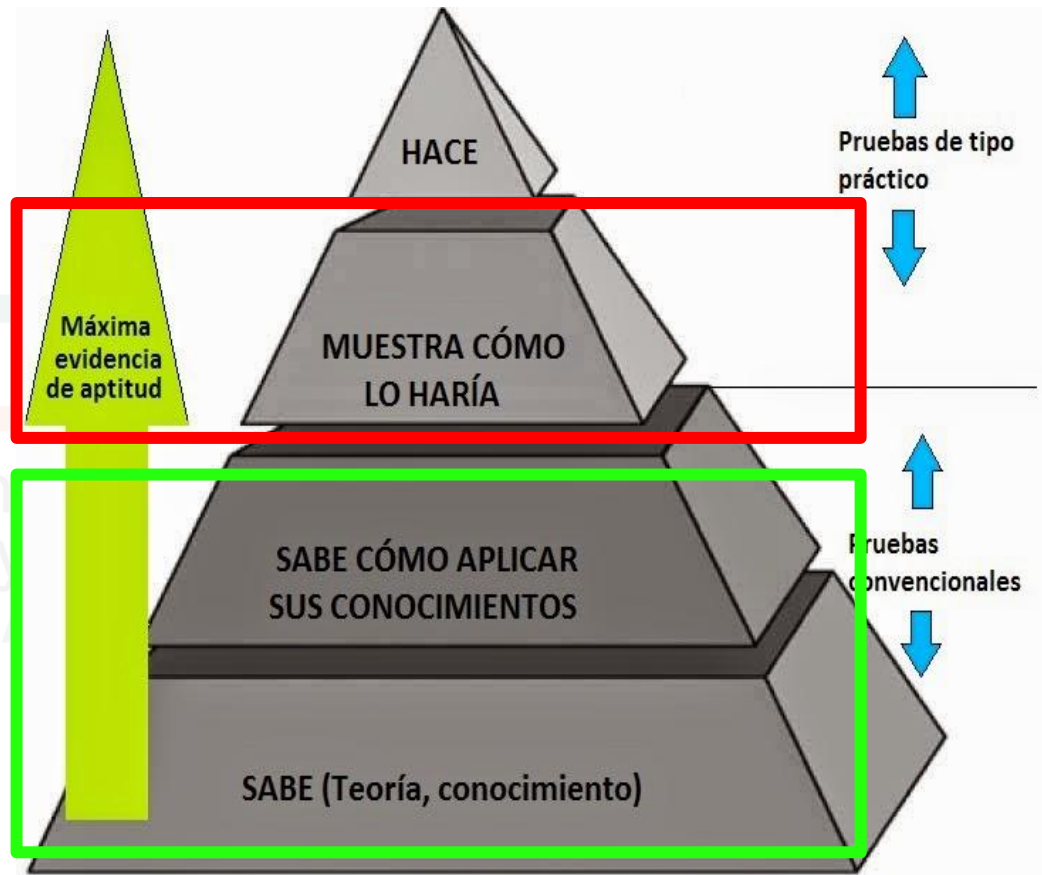 HACE
Pruebas de tipo
práctico
Máxima
evidencia
de aptitud
MUESTRA CÓMO
LO HARÍA
SABE CÓMO APLICAR
SUS CONOCIMIENTOS
Pruebas
convencionales
SABE (Teoría, conocimiento)